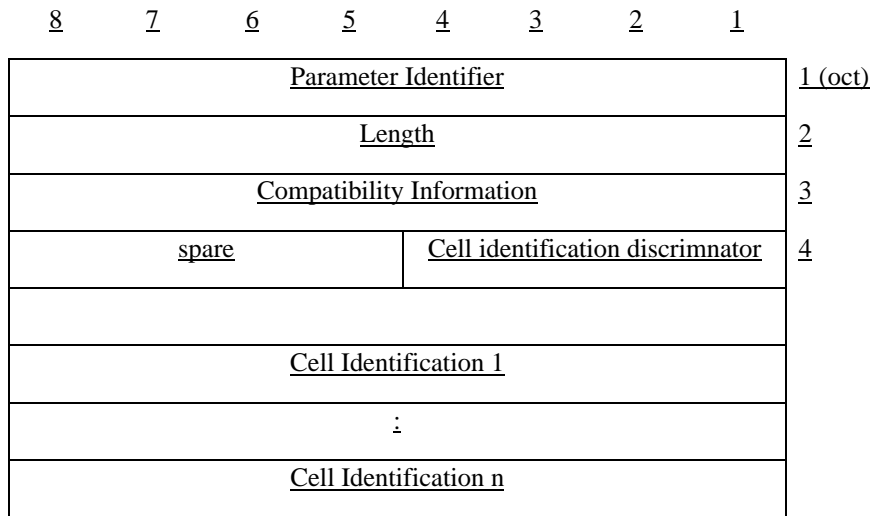 8 7 6 5 4 3 2 1
Parameter Identifier 1 (oct)
Length 2
Compatibility Information 3
spare Cell identification discrimnator 4
Cell Identification 1
:
Cell Identification n